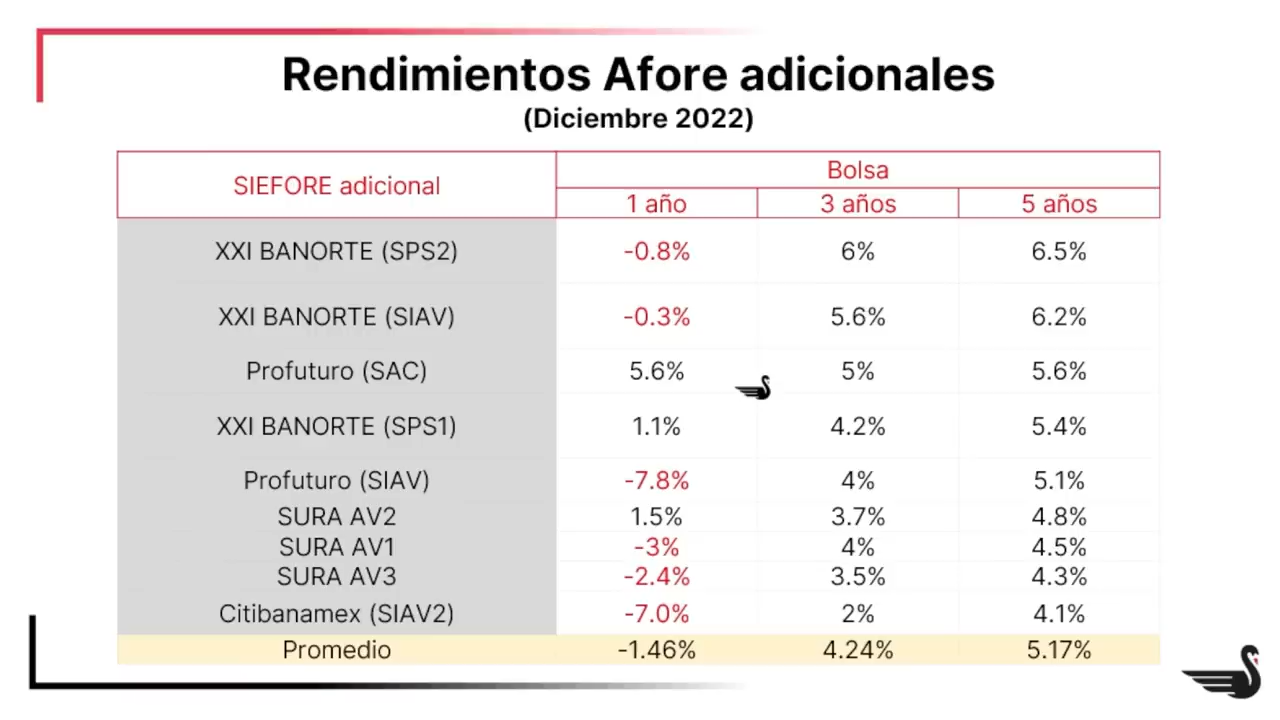 Rendimientos Afore adicionales
(Diciembre 2022)
SIEFORE adicional
Bolsa
1 año 3 años 5 años
XXI BANORTE (SPS2) -0.8% 6% 6.5%
XXI BANORTE (SIAV) -0.3% 5.6% 6.2%
Profuturo (SAC) 5.6% 5% 5.6%
XXI BANORTE (SPS1) 1.1% 4.2% 5.4%
Profuturo (SIAV) -7.8% 4% 5.1%
SURA AV2 1.5% 3.7% 4.8%
SURA AV1 -3% 4% 4.5%
SURA AV3 -2.4% 3.5% 4.3%
Citibanamex (SIAV2) -7.0% 2% 4.1%
Promedio -1.46% 4.24% 5.17%